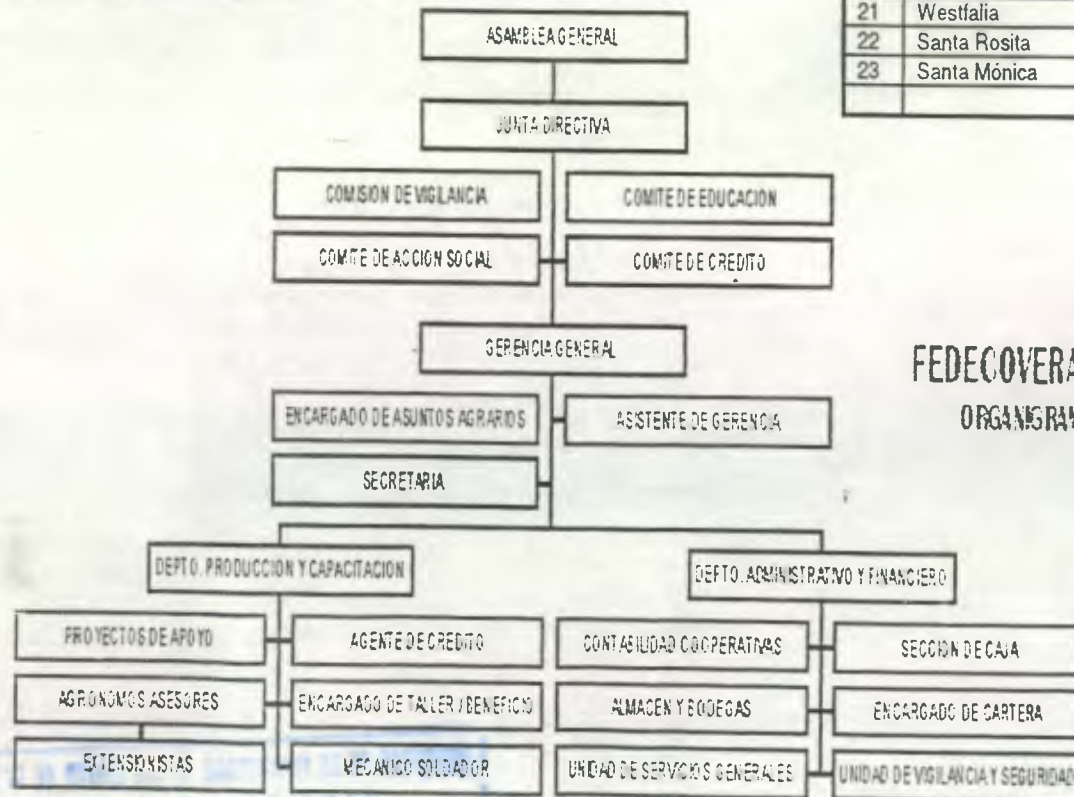 21 Westfalia
22 Santa Rosita
23 Santa Mónica
ASAMBLEA GENERAL
JUNTA DIRECTIVA
COMISION DE VIGILANCIA
COMITE DE EDUCACION
COMITE DE ACCION SOCIAL
COMITE DE CREDITO
GERENCIA GENERAL
FEDECOVERA
ORGANIGRAM
ENCARGADO DE ASUNTOS AGRARIOS
ASISTENTE DE GERENCIA
SECRETARIA
DEPTO. PRODUCCION Y CAPACITACION
DEPTO. ADMINISTRATIVO Y FINANCIERO
PROYECTOS DE APOYO
AGENTE DE CREDITO
CONTABILIDAD COOPERATIVAS
SECCION DE CAJA
AGRONOMOS ASESORES
ENCARGADO DE TALLER / BENEFICIO
ALMACEN Y BODEGAS
ENCARGADO DE CARTERA
EXTENSIONISTAS
MECANICO SOLDADOR
UNIDAD DE SERVICIOS GENERALES
UNIDAD DE VIGILANCIA Y SEGURIDAD